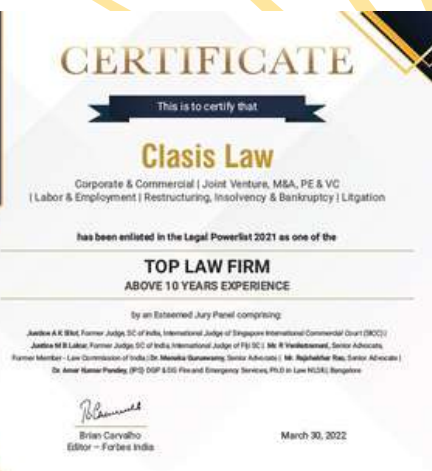 CERTIFICATE
This is to certify that
Clasis Law
Corporate & Commercial | Joint Venture, M&A, PE & VC
| Labor & Employment | Restructuring, Insolvency & Bankruptcy | Litgation
has been enlisted in the Legal Powerlist 2021 as one of the
TOP LAW FIRM
ABOVE 10 YEARS EXPERIENCE
by an Esteemed Jury Panel comprising:
Justice A K Sikri, Former Judge, SC of India, International Judge of Singapore International Commercial Court (SICC) |
Justice M B Lokur, Former Judge, SC of India, International Judge of Fiji SC | Mr. R Venkatramani, Senior Advocate,
Former Member - Law Commission of India | Dr. Menaka Guruswamy, Senior Advocate | Mr. Rajshekhar Rao, Senior Advocate |
Dr. Amar Kumar Pandey, (IPS) DGP & DG Fire and Emergency Services, Ph.D in Law NLSIU, Bangalore
Brian Carvalho
Editor – Forbes India
March 30, 2022